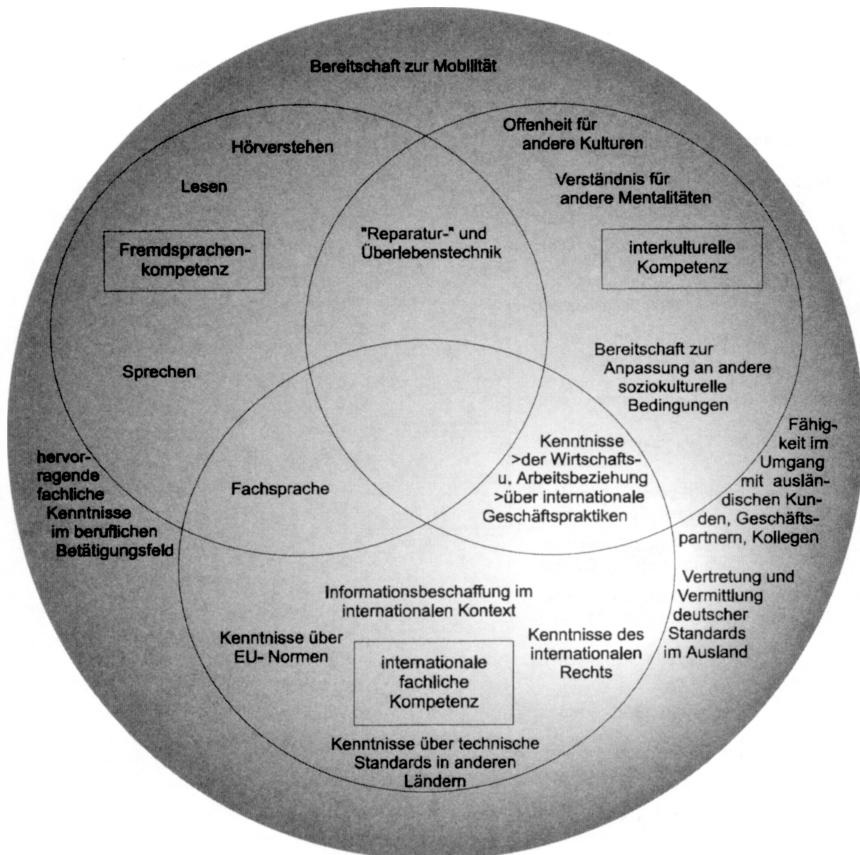 Bereitschaft zur Mobilität
Hörverstehen
Lesen
Fremdsprachen-
kompetenz
Sprechen
Offenheit für
andere Kulturen
Verständnis für
andere Mentalitäten
"Reparatur-" und
Überlebenstechnik
interkulturelle
Kompetenz
Bereitschaft zur
Anpassung an andere
soziokulturelle
Bedingungen
hervor-
ragende
fachliche
Kenntnisse
im beruflichen
Betätigungsfeld
Fachsprache
Kenntnisse
>der Wirtschafts-
u. Arbeitsbeziehung
>über internationale
Geschäftspraktiken
Fähig-
keit im
Umgang
mit auslän-
dischen Kun-
den, Geschäfts-
partnern, Kollegen
Informationsbeschaffung im
internationalen Kontext
Kenntnisse über
EU- Normen
internationale
fachliche
Kompetenz
Kenntnisse des
internationalen
Rechts
Vertretung und
Vermittlung
deutscher
Standards
im Ausland
Kenntnisse über technische
Standards in anderen
Ländern